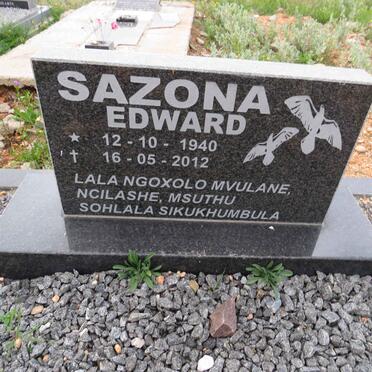 SAZONA
EDWARD
★ 12-10-1940
✝ 16-05-2012
LALA NGOXOLO MVULANE,
NCILASHE, MSUTHU
SOHLALA SIKUKHUMBULA